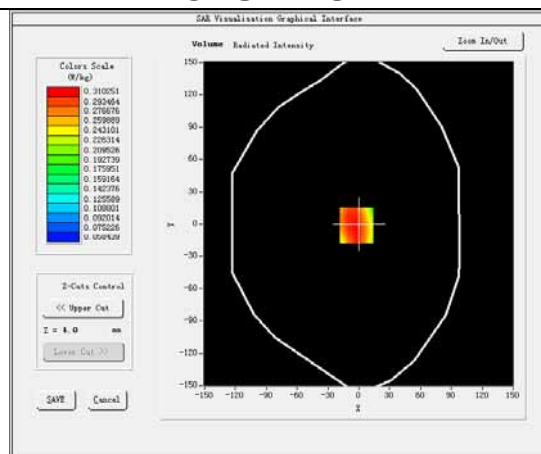 SAR Visualisation Graphical Interface
Volume Radiated Intensity
Zoom In/Out
Colors Scale
(W/kg)
0.310251
0.293464
0.276676
0.259889
0.243101
0.226314
0.209526
0.192739
0.175951
0.159164
0.142376
0.125589
0.108801
0.092014
0.075226
0.058439
150
120
90
60
30
0
-30
-60
-90
-120
-150
Y
-150 -120 -90 -60 -30 0 30 60 90 120 150
X
Z-Cuts Control
<< Upper Cut
Z = 4.0 mm
Lower Cut >>
SAVE Cancel